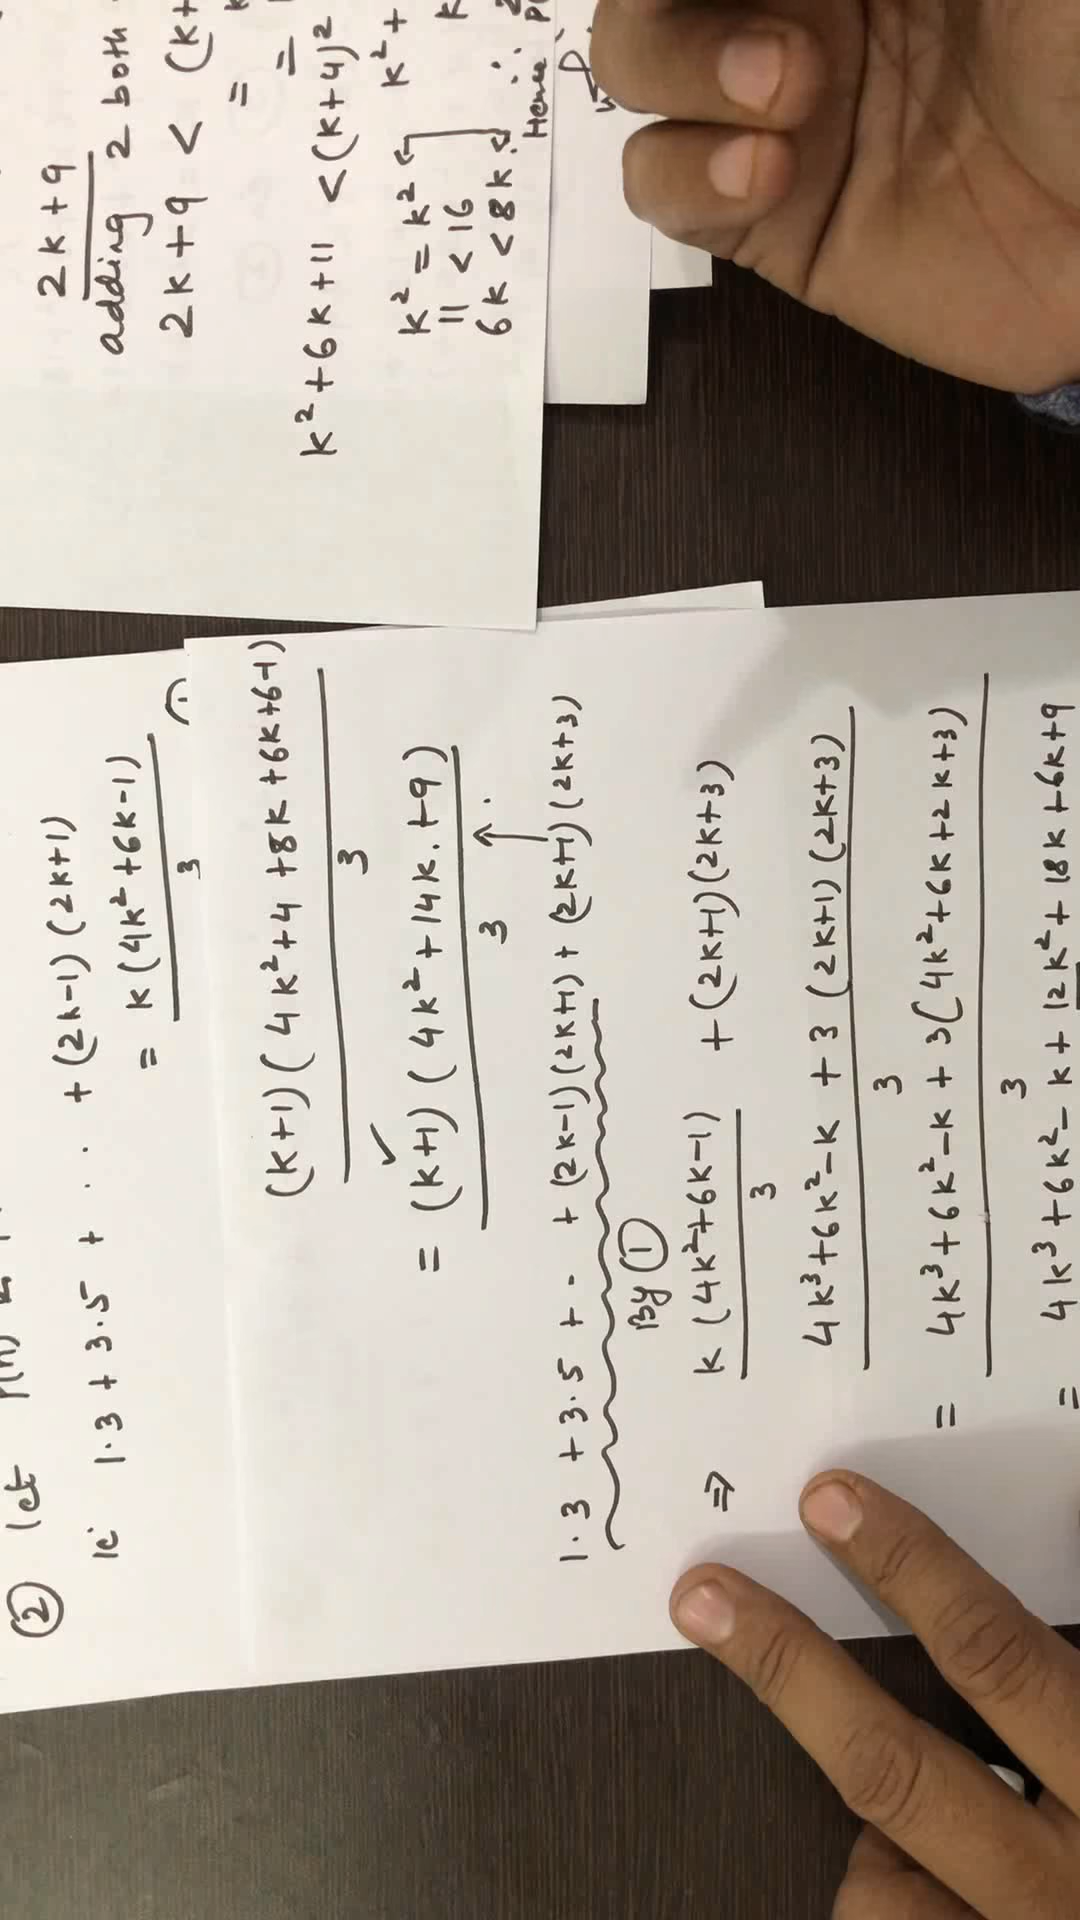 ② let
ie 1.3 + 3.5 + . . . + (2k-1) (2k+1)
= k (4k²+6k-1)
3
(k+1) ( 4k²+4 +8k +6k+6-1)
3
= (k+1) ( 4k²+14k.+9)
3
1.3 +3.5 +.. +(2k-1)(2k+1) + (2k+1) (2k+3)
By ①
⇒ k (4k²+6k-1) + (2k+1)(2k+3)
3
4k³+6k²-k + 3 (2k+1) (2k+3)
3
= 4k³+6k²-k + 3(4k²+6k+2k+3)
3
= 4k³+6k²-k + 12k²+18k+6k+9
2k+9
adding 2 both
2k+9 < (k+
=
=
k²+6k+11 < (k+4)²
k² = k² k²+
11 < 16
6k < 8k
Hence